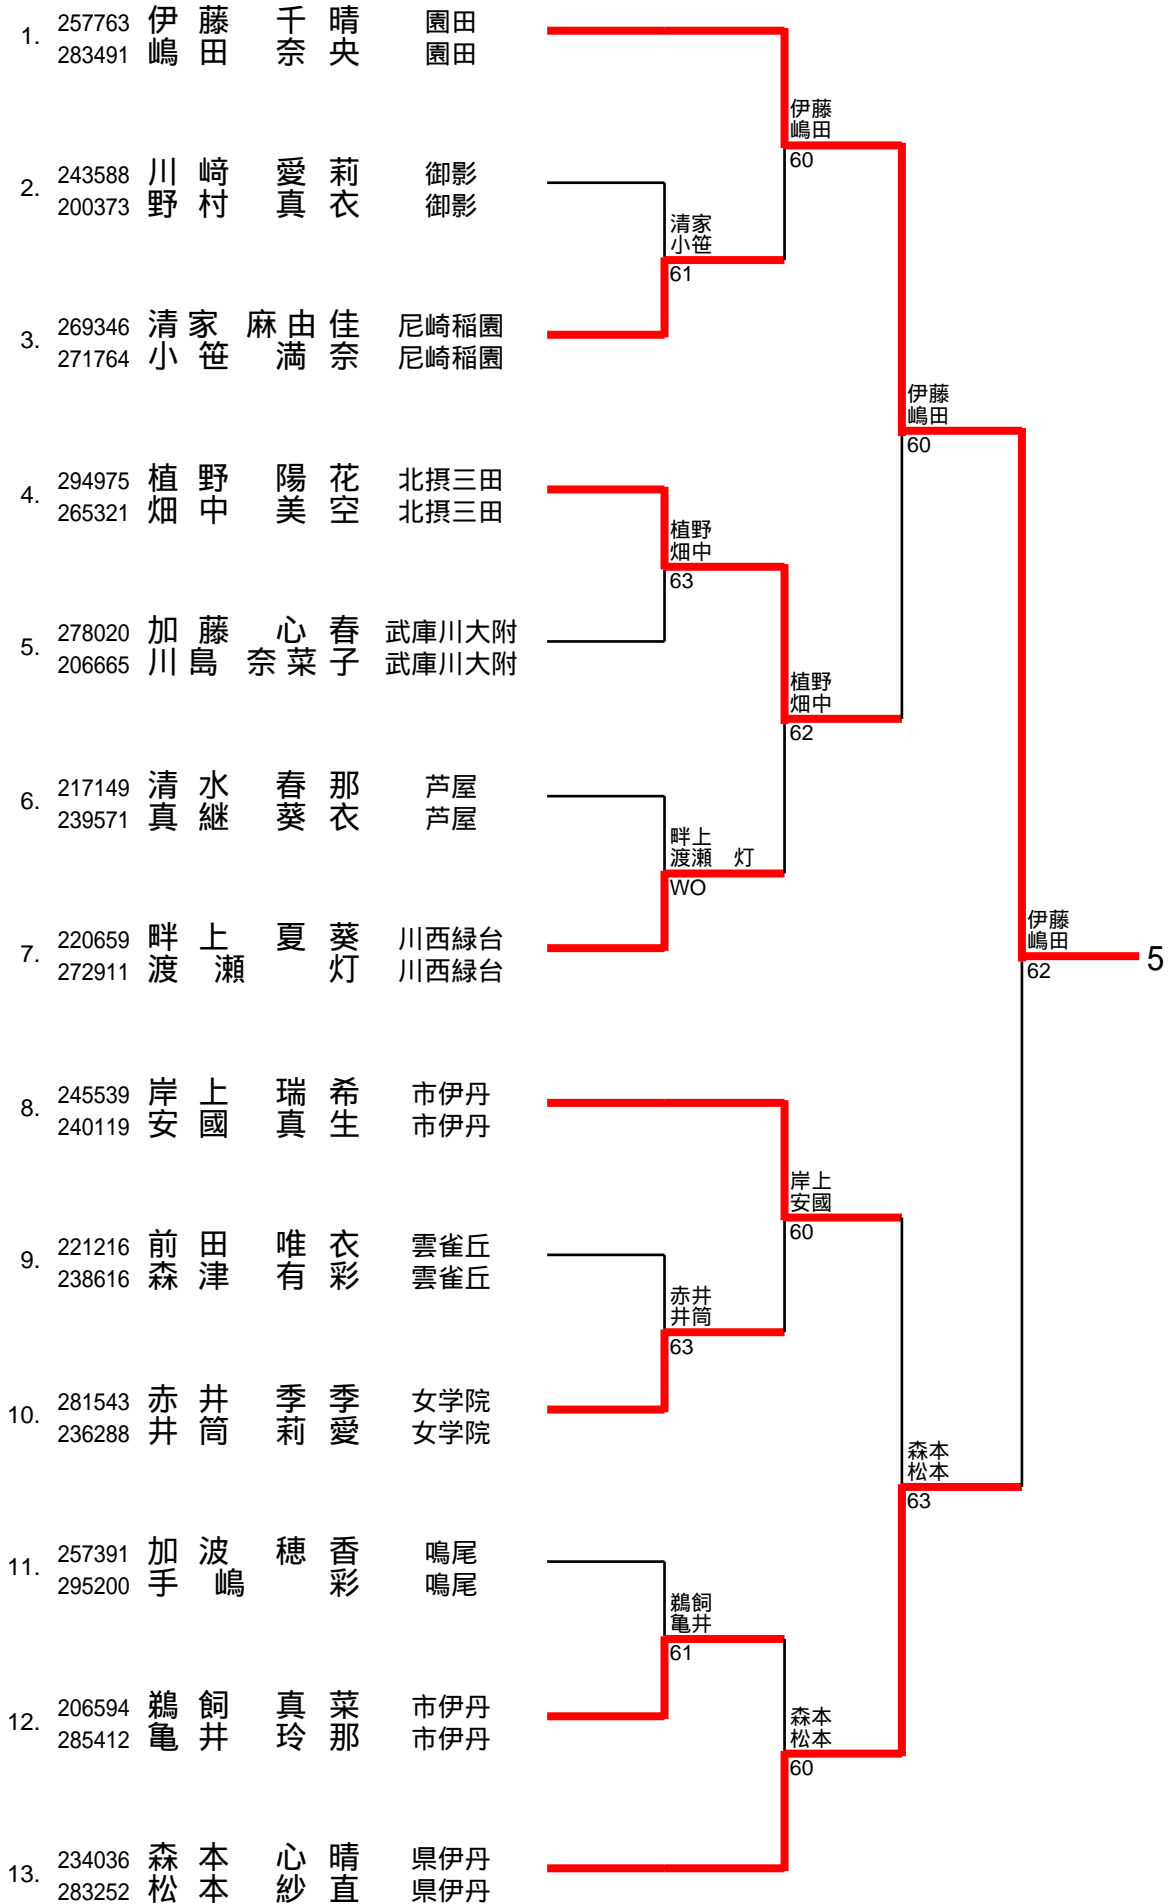 1. 257763 伊藤 千晴 園田
283491 嶋田 奈央 園田
伊藤
嶋田
60
2. 243588 川﨑 愛莉 御影
200373 野村 真衣 御影
清家
小笹
61
3. 269346 清家 麻由佳 尼崎稲園
271764 小笹 満奈 尼崎稲園
伊藤
嶋田
60
4. 294975 植野 陽花 北摂三田
265321 畑中 美空 北摂三田
植野
畑中
63
5. 278020 加藤 心春 武庫川大附
206665 川島 奈菜子 武庫川大附
植野
畑中
62
6. 217149 清水 春那 芦屋
239571 真継 葵衣 芦屋
畔上
渡瀬 灯
WO
7. 220659 畔上 夏葵 川西緑台
272911 渡瀬 灯 川西緑台
伊藤
嶋田
62
5
8. 245539 岸上 瑞希 市伊丹
240119 安國 真生 市伊丹
岸上
安國
60
9. 221216 前田 唯衣 雲雀丘
238616 森津 有彩 雲雀丘
赤井
井筒
63
10. 281543 赤井 季季 女学院
236288 井筒 莉愛 女学院
森本
松本
63
11. 257391 加波 穂香 鳴尾
295200 手嶋 彩 鳴尾
鵜飼
亀井
61
12. 206594 鵜飼 真菜 市伊丹
285412 亀井 玲那 市伊丹
森本
松本
60
13. 234036 森本 心晴 県伊丹
283252 松本 紗直 県伊丹